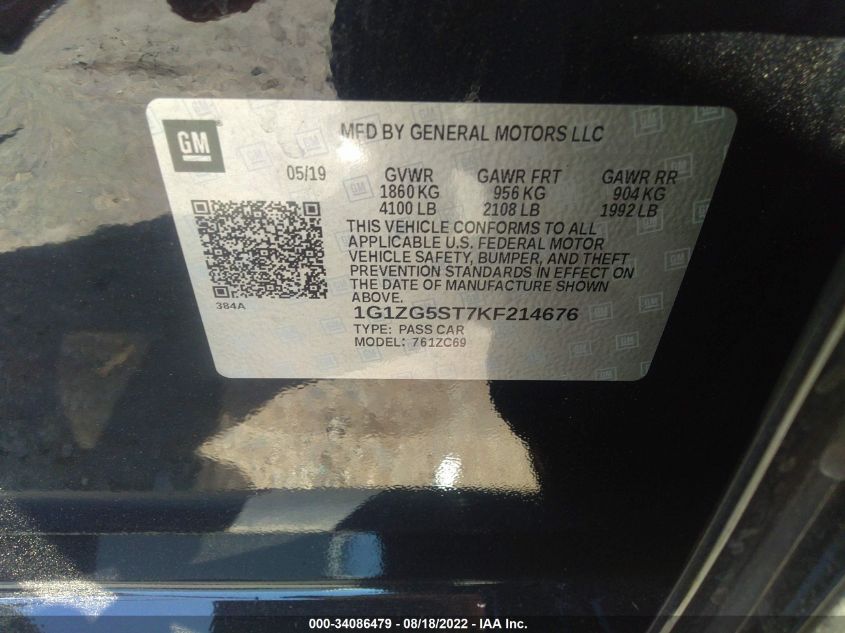 GM
MFD BY GENERAL MOTORS LLC
05/19
GVWR GAWR FRT GAWR RR
1860 KG 956 KG 904 KG
4100 LB 2108 LB 1992 LB
THIS VEHICLE CONFORMS TO ALL
APPLICABLE U.S. FEDERAL MOTOR
VEHICLE SAFETY, BUMPER, AND THEFT
PREVENTION STANDARDS IN EFFECT ON
THE DATE OF MANUFACTURE SHOWN
ABOVE.
384A
1G1ZG5ST7KF214676
TYPE: PASS CAR
MODEL: 761ZC69
000-34086479 - 08/18/2022 - IAA Inc.